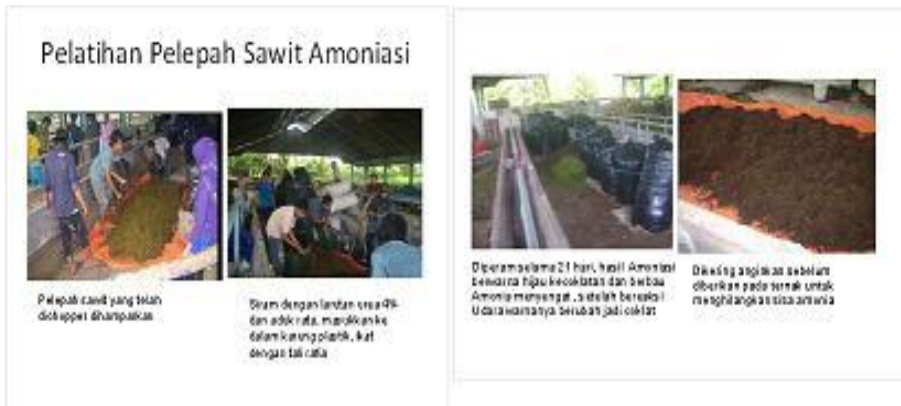 Pelatihan Pelepah Sawit Amoniasi
Pelepah sawit yang telah
dichopper dihamparkan
Siram dengan larutan urea 4%
dan aduk rata, masukkan ke
dalam karung plastik, ikat
dengan tali rafia
Diperam selama 21 hari, hasil Amoniasi
berwarna hijau kecoklatan dan berbau
Amonia menyengat, setelah bereaksi
Udara warnanya berubah jadi coklat
Dikering anginkan sebelum
diberikan pada ternak untuk
menghilangkan sisa amonia